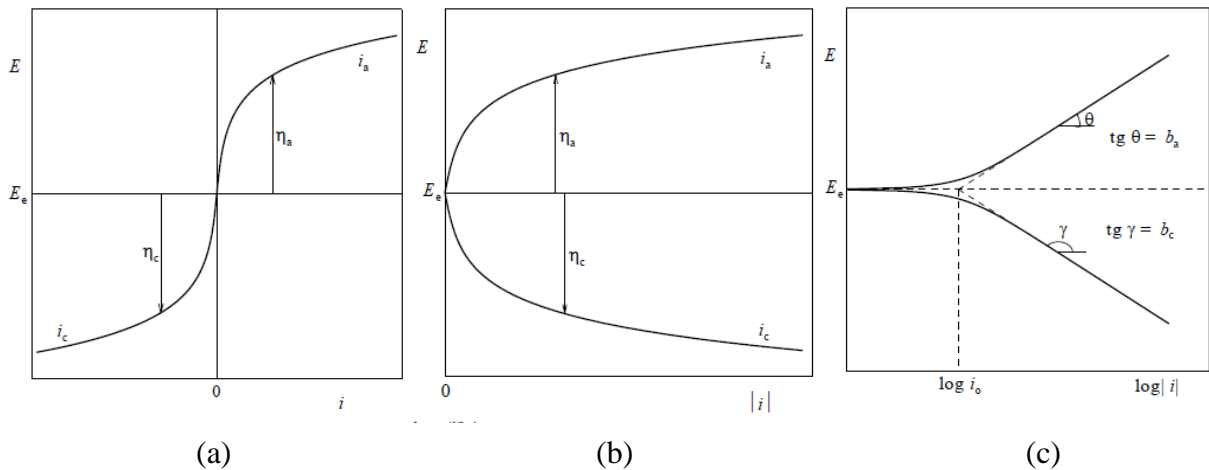 E
i_a
η_a
E_e
η_c
i_c
0
i
(a)
E
i_a
η_a
E_e
η_c
i_c
0
|i|
(b)
E
θ
tg θ = b_a
E_e
γ
tg γ = b_c
log i_o
log|i|
(c)